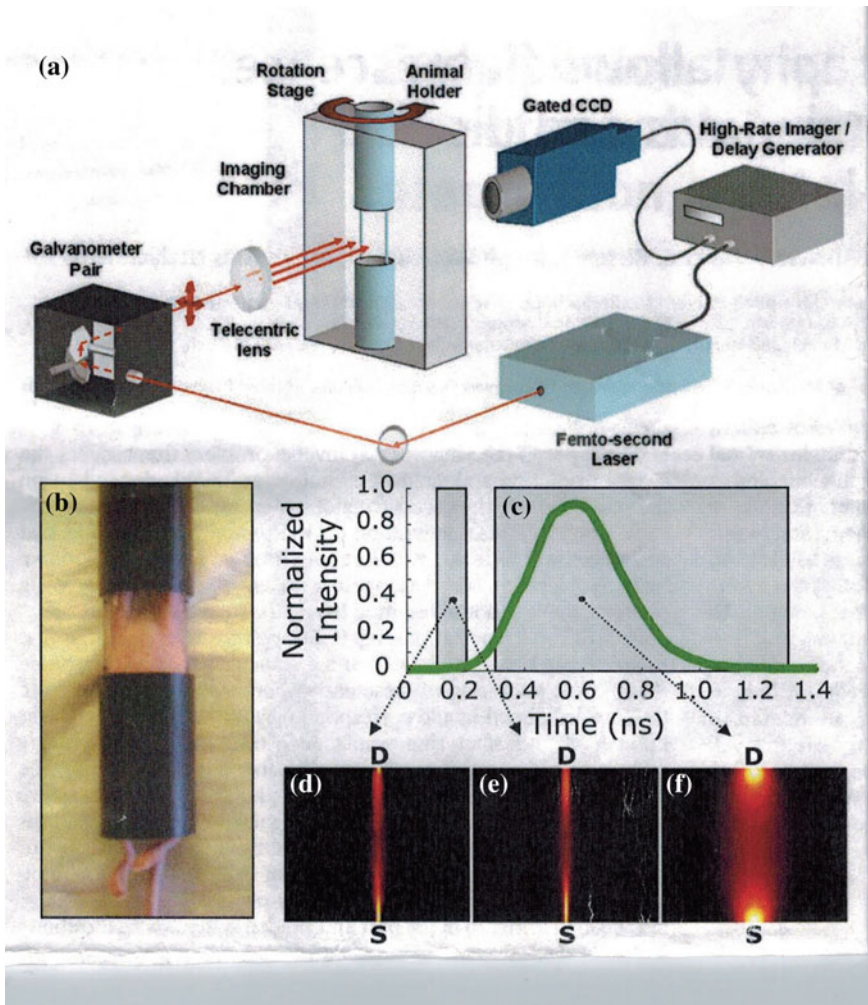 (a)
Rotation
Stage
Animal
Holder
Gated CCD
High-Rate Imager /
Delay Generator
Imaging
Chamber
Galvanometer
Pair
Telecentric
lens
Femto-second
Laser
(b)
(c)
Normalized
Intensity
1.0
0.8
0.6
0.4
0.2
0
0 0.2 0.4 0.6 0.8 1.0 1.2 1.4
Time (ns)
D D D
(d) (e) (f)
S S S